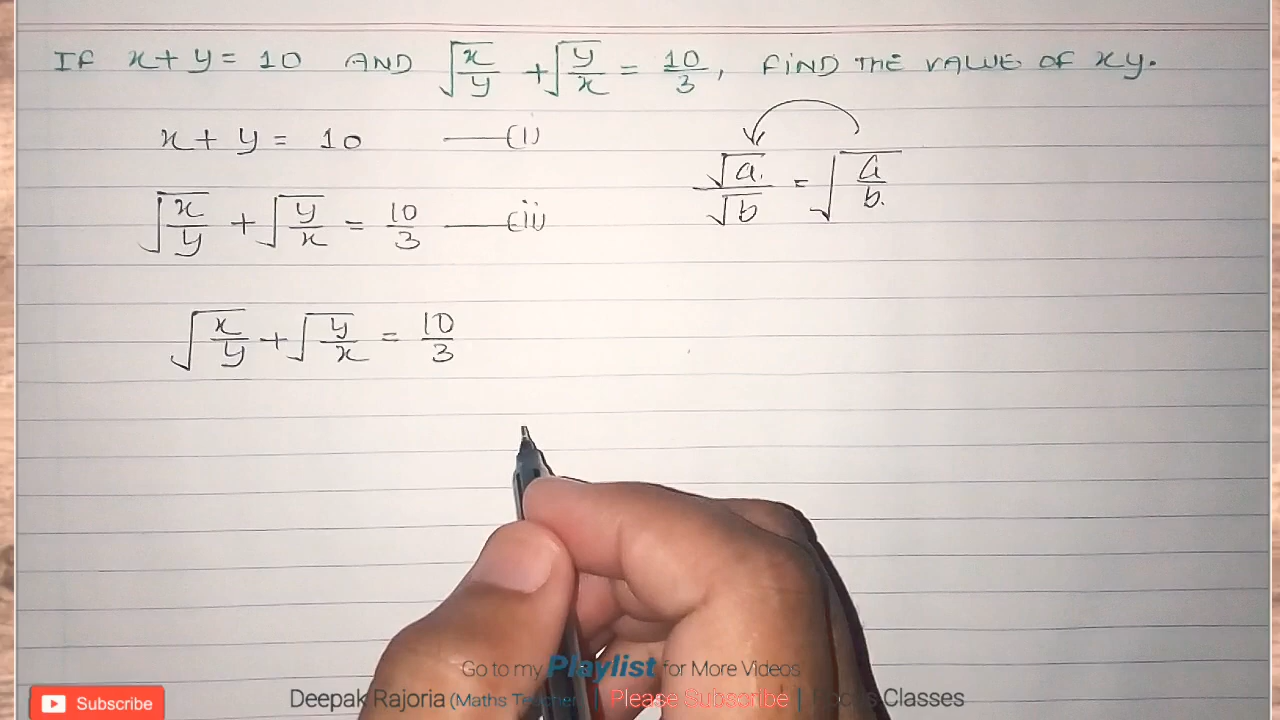 If x + y = 10 AND √(x/y) + √(y/x) = 10/3, FIND THE VALUE OF xy.
x + y = 10 ——(i)
√a/√b = √(a/b)
√(x/y) + √(y/x) = 10/3 ——(ii)
√(x/y) + √(y/x) = 10/3
Go to my Playlist for More Videos
Subscribe
Deepak Rajoria (Maths Teacher) | Please Subscribe | Classes